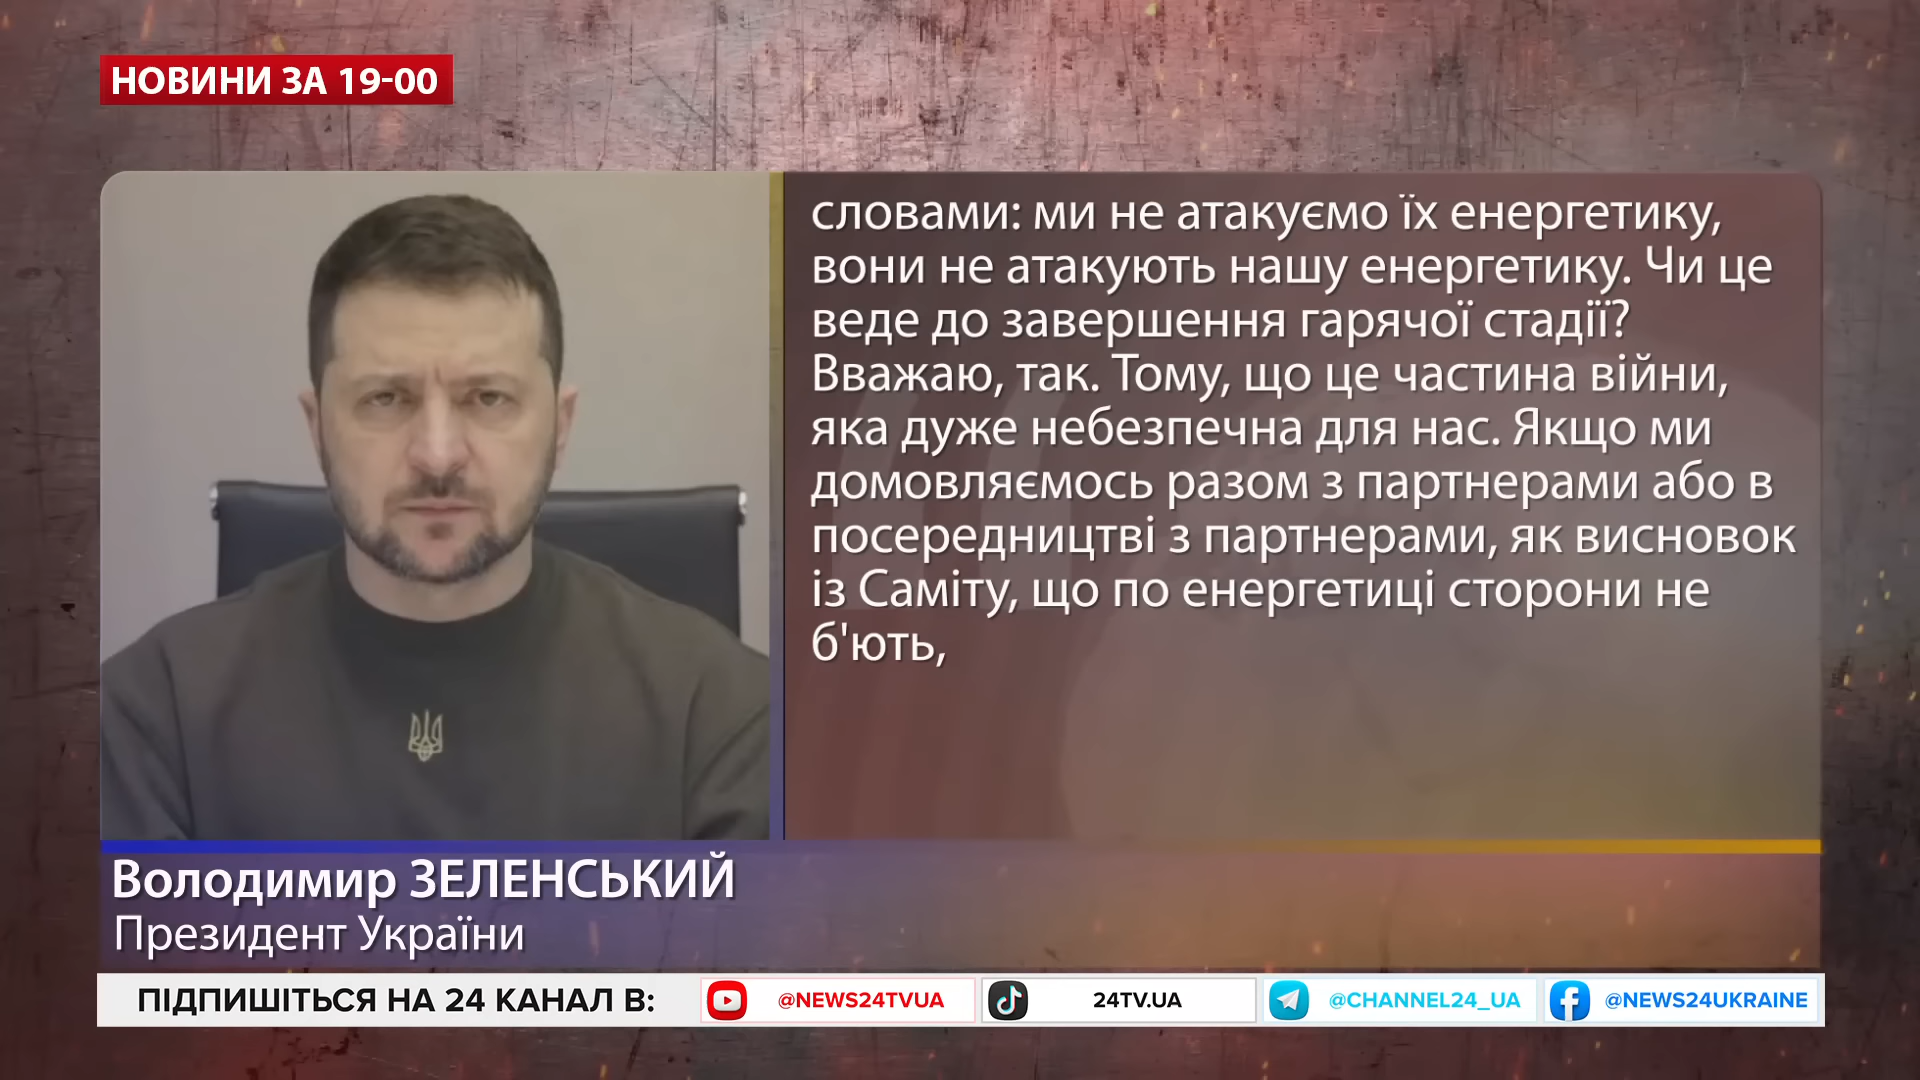 НОВИНИ ЗА 19-00
словами: ми не атакуємо їх енергетику,
вони не атакують нашу енергетику. Чи це
веде до завершення гарячої стадії?
Вважаю, так. Тому, що це частина війни,
яка дуже небезпечна для нас. Якщо ми
домовляємось разом з партнерами або в
посередництві з партнерами, як висновок
із Саміту, що по енергетиці сторони не
б'ють,
Володимир ЗЕЛЕНСЬКИЙ
Президент України
ПІДПИШІТЬСЯ НА 24 КАНАЛ В: @NEWS24TVUA 24TV.UA @CHANNEL24_UA @NEWS24UKRAINE